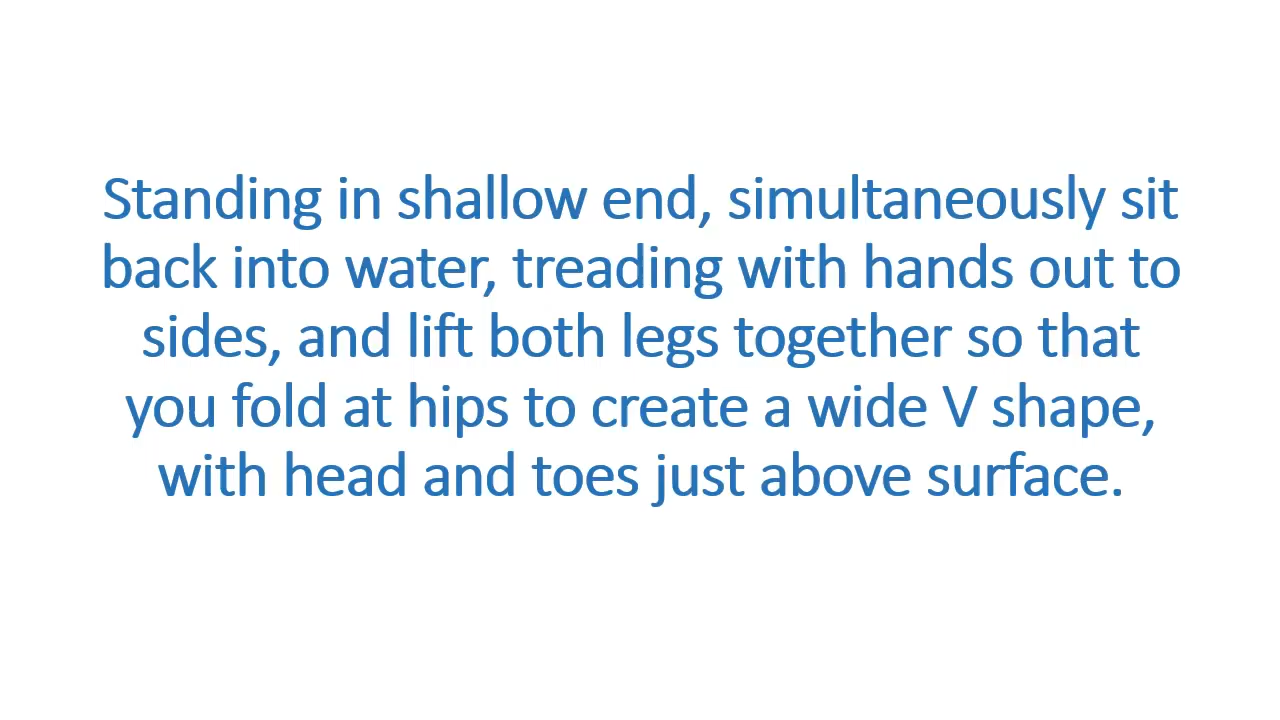 Standing in shallow end, simultaneously sit
back into water, treading with hands out to
sides, and lift both legs together so that
you fold at hips to create a wide V shape,
with head and toes just above surface.